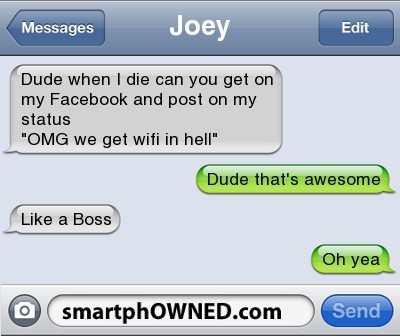 Messages
Joey
Edit
Dude when I die can you get on
my Facebook and post on my
status
"OMG we get wifi in hell"
Dude that's awesome
Like a Boss
Oh yea
smartphOWNED.com
Send